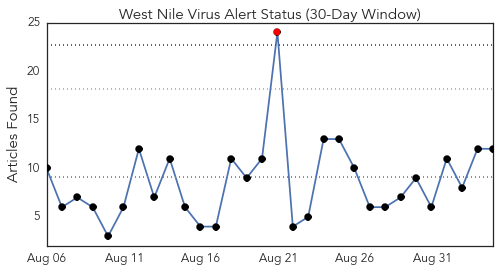 West Nile Virus Alert Status (30-Day Window)
25
20
15
10
5
Articles Found
Aug 06 Aug 11 Aug 16 Aug 21 Aug 26 Aug 31